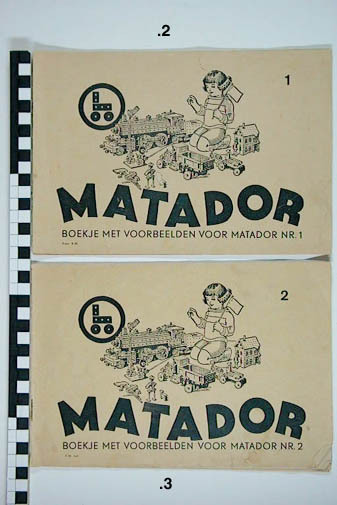 .2
1
MATADOR
BOEKJE MET VOORBEELDEN VOOR MATADOR NR. 1
2
MATADOR
BOEKJE MET VOORBEELDEN VOOR MATADOR NR. 2
.3